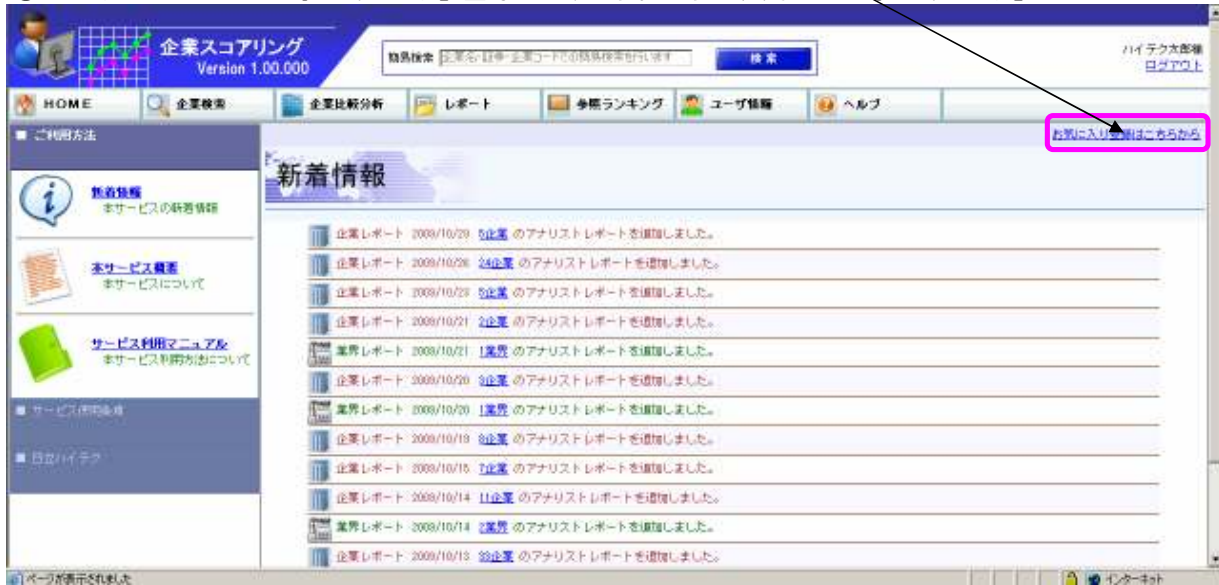 企業スコアリング
Version 1.00.000
簡易検索
検索
ハイテク太郎様
ログアウト
HOME
企業検索
企業比較分析
レポート
参照ランキング
ユーザ情報
ヘルプ
■ ご利用方法
お気に入り登録はこちらから
新着情報
新着情報
本サービスの新着情報
本サービス概要
本サービスについて
サービス利用マニュアル
本サービス利用方法について
■ サービス使用条件
■ 日立ハイテク
企業レポート 2009/10/29 5企業 のアナリストレポートを追加しました。
企業レポート 2009/10/26 24企業 のアナリストレポートを追加しました。
企業レポート 2009/10/23 5企業 のアナリストレポートを追加しました。
企業レポート 2009/10/21 2企業 のアナリストレポートを追加しました。
業界レポート 2009/10/21 1業界 のアナリストレポートを追加しました。
企業レポート 2009/10/20 3企業 のアナリストレポートを追加しました。
業界レポート 2009/10/20 1業界 のアナリストレポートを追加しました。
企業レポート 2009/10/19 8企業 のアナリストレポートを追加しました。
企業レポート 2009/10/15 7企業 のアナリストレポートを追加しました。
企業レポート 2009/10/14 11企業 のアナリストレポートを追加しました。
業界レポート 2009/10/14 2業界 のアナリストレポートを追加しました。
企業レポート 2009/10/13 33企業 のアナリストレポートを追加しました。
ページが表示されました
インターネット